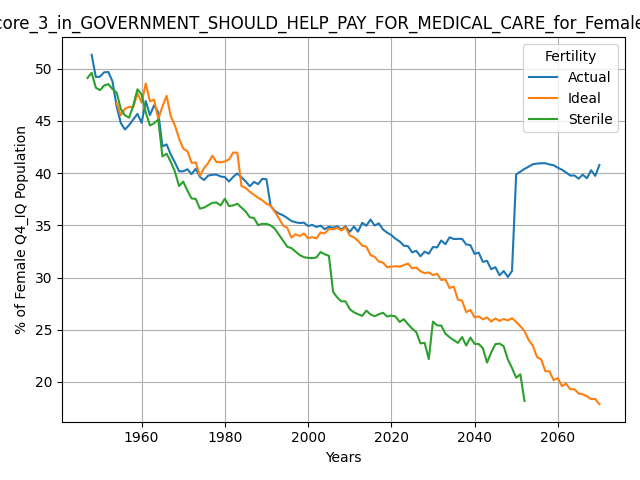 core_3_in_GOVERNMENT_SHOULD_HELP_PAY_FOR_MEDICAL_CARE_for_Female
Fertility
Actual
Ideal
Sterile
% of Female Q4_IQ Population
50
45
40
35
30
25
20
1960
1980
2000
2020
2040
2060
Years